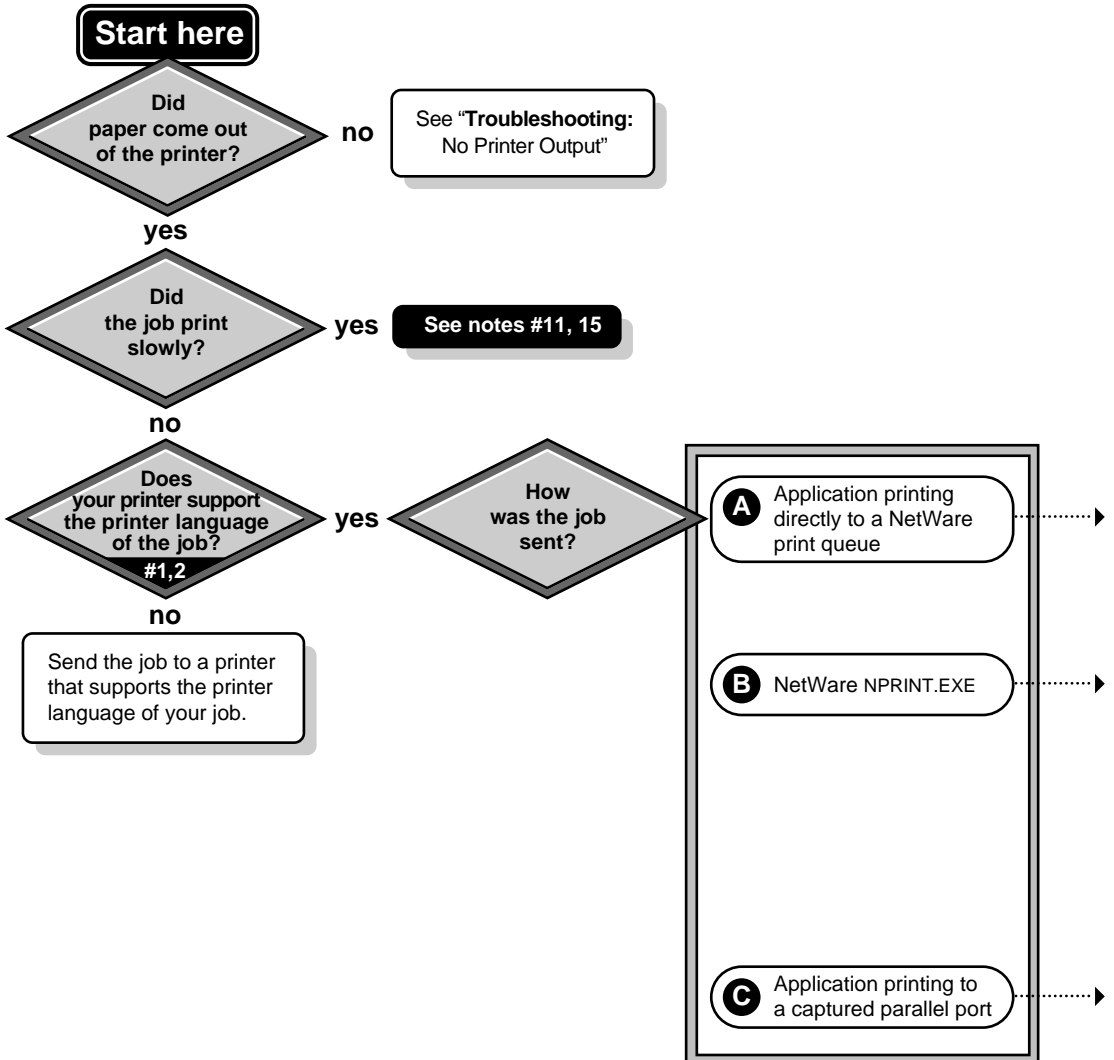 Start here
Did
paper come out
of the printer?
no
See “Troubleshooting:
No Printer Output”
yes
Did
the job print
slowly?
yes
See notes #11, 15
no
Does
your printer support
the printer language
of the job?
#1,2
yes
How
was the job
sent?
A
Application printing
directly to a NetWare
print queue
no
Send the job to a printer
that supports the printer
language of your job.
B
NetWare NPRINT.EXE
C
Application printing to
a captured parallel port